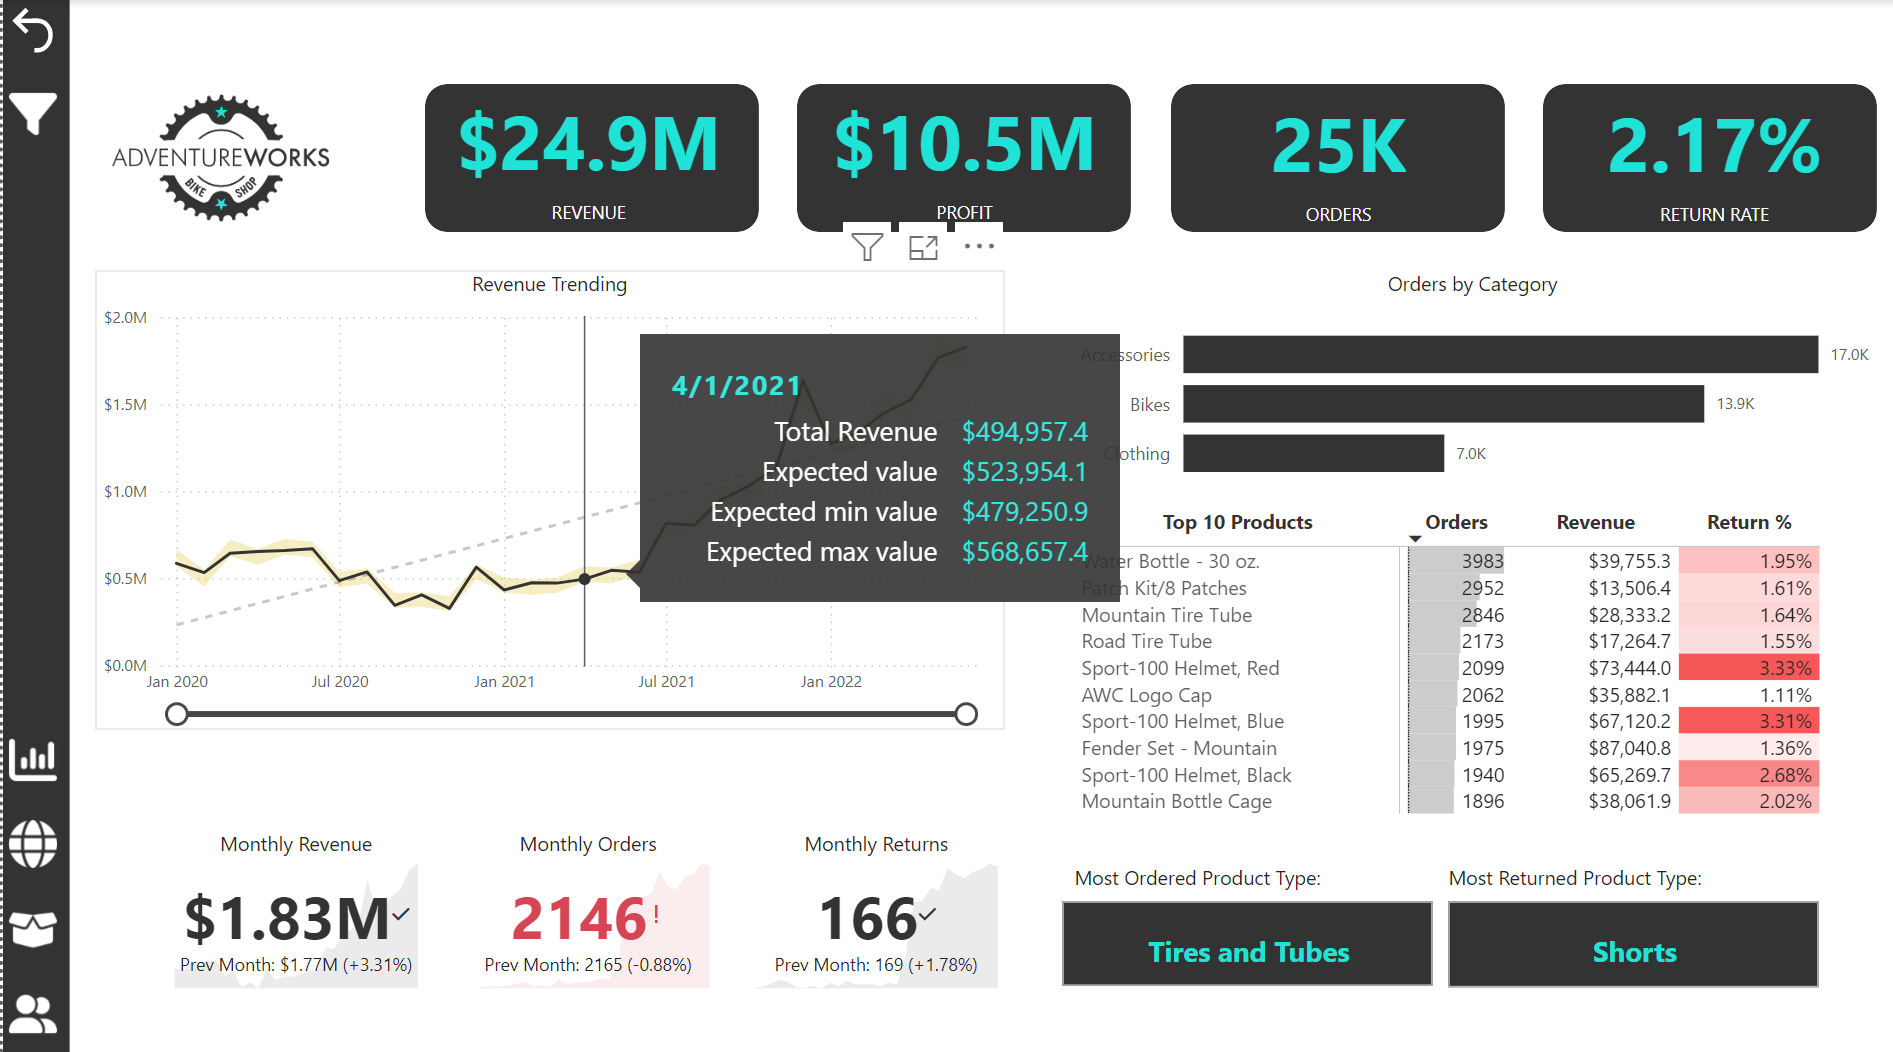 ADVENTUREWORKS
BIKE SHOP
$24.9M
REVENUE
$10.5M
PROFIT
25K
ORDERS
2.17%
RETURN RATE
Revenue Trending
$2.0M
$1.5M
$1.0M
$0.5M
$0.0M
Jan 2020 Jul 2020 Jan 2021 Jul 2021 Jan 2022
4/1/2021
Total Revenue $494,957.4
Expected value $523,954.1
Expected min value $479,250.9
Expected max value $568,657.4
Orders by Category
Accessories 17.0K
Bikes 13.9K
Clothing 7.0K
Top 10 Products Orders Revenue Return %
Water Bottle - 30 oz. 3983 $39,755.3 1.95%
Patch Kit/8 Patches 2952 $13,506.4 1.61%
Mountain Tire Tube 2846 $28,333.2 1.64%
Road Tire Tube 2173 $17,264.7 1.55%
Sport-100 Helmet, Red 2099 $73,444.0 3.33%
AWC Logo Cap 2062 $35,882.1 1.11%
Sport-100 Helmet, Blue 1995 $67,120.2 3.31%
Fender Set - Mountain 1975 $87,040.8 1.36%
Sport-100 Helmet, Black 1940 $65,269.7 2.68%
Mountain Bottle Cage 1896 $38,061.9 2.02%
Monthly Revenue
$1.83M
Prev Month: $1.77M (+3.31%)
Monthly Orders
2146!
Prev Month: 2165 (-0.88%)
Monthly Returns
166
Prev Month: 169 (+1.78%)
Most Ordered Product Type:
Tires and Tubes
Most Returned Product Type:
Shorts